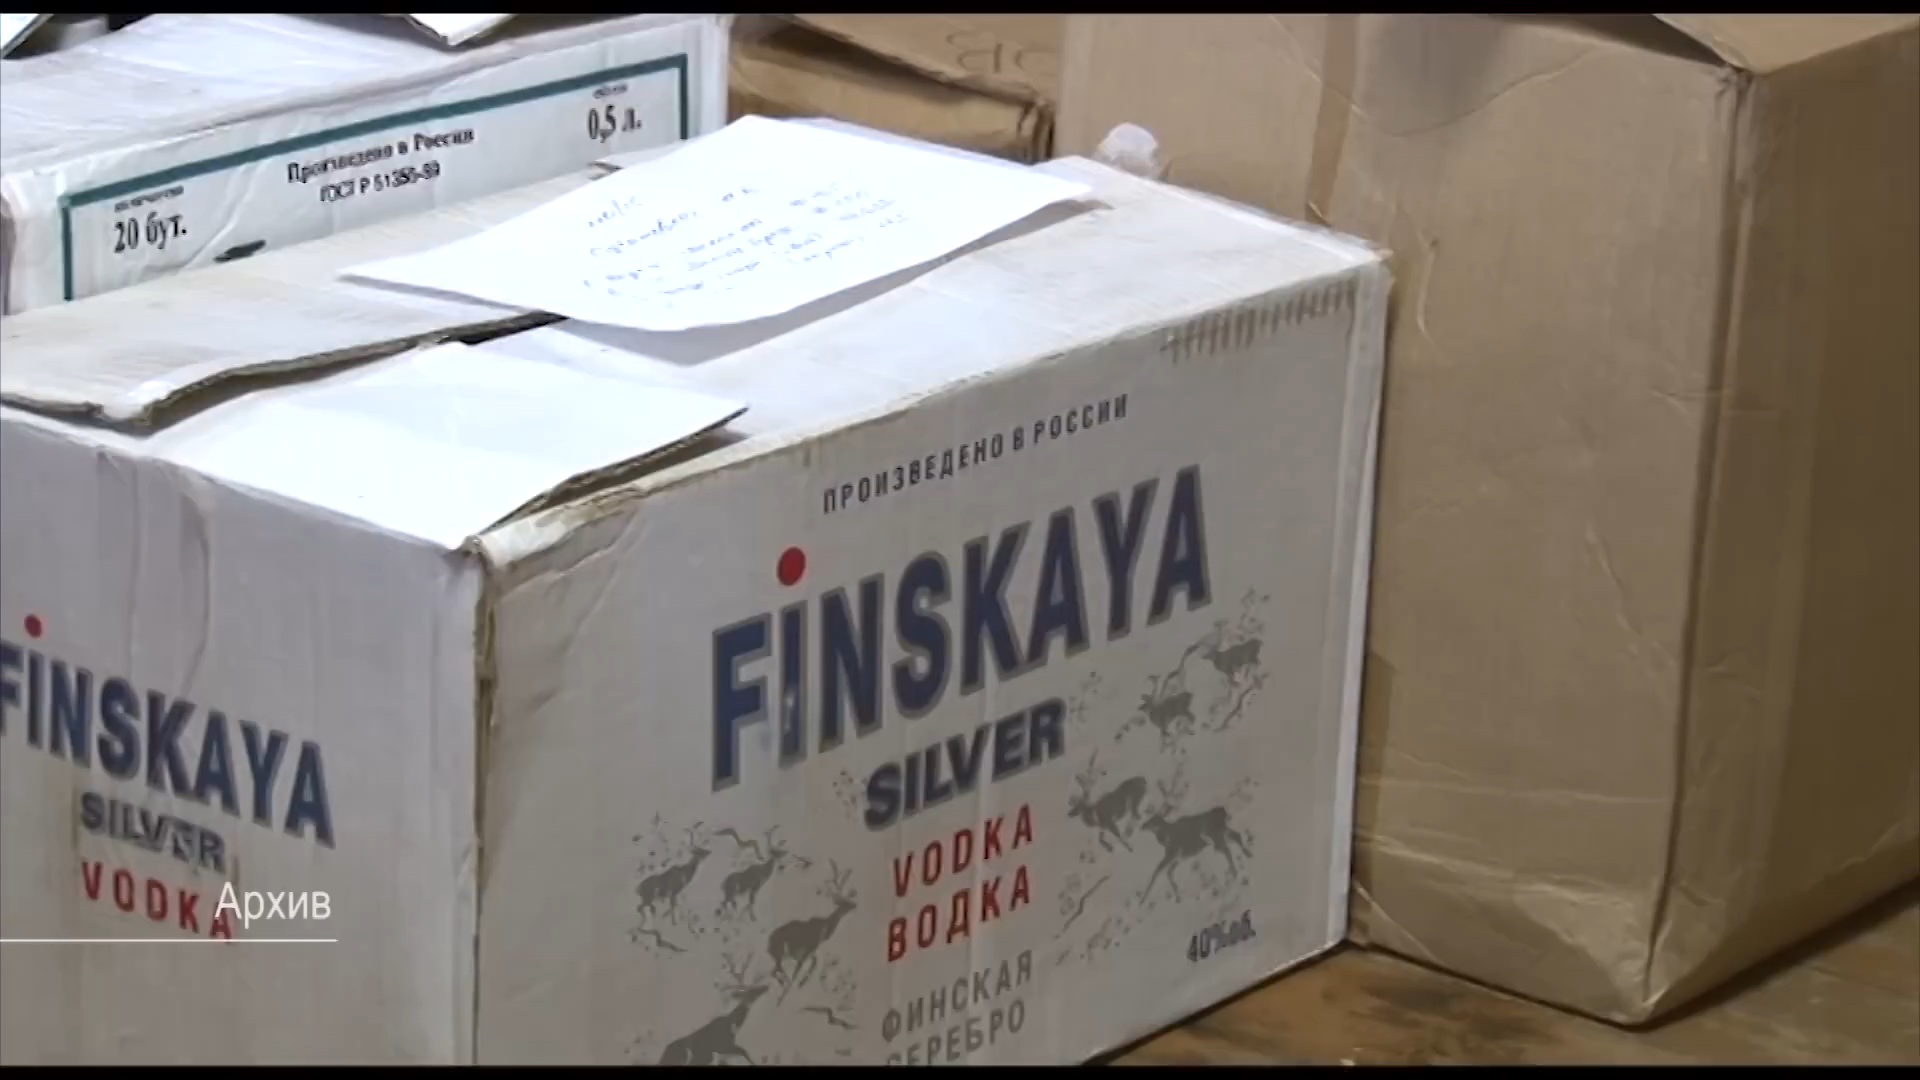 0,5 л.
Произведено в России
ГОСТ Р 51355-99
20 бут.
ПРОИЗВЕДЕНО В РОССИИ
FiNSKAYA
SILVER
VODKA
ВОДКА
ФИНСКАЯ
СЕРЕБРО
40%об.
FiNSKAYA
SILVER
VODKA
Архив